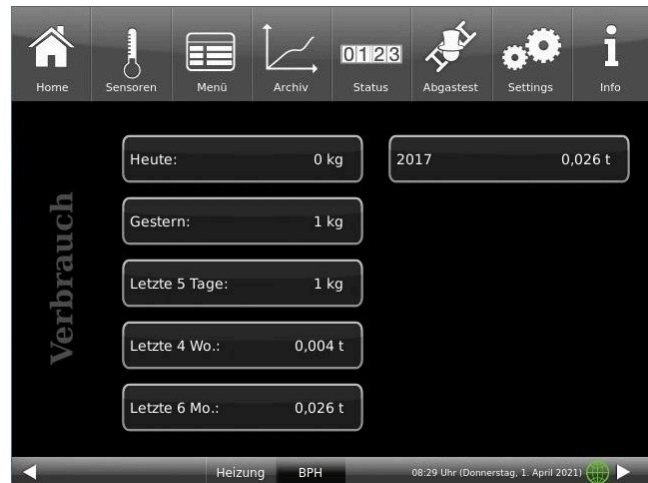 Home Sensoren Menü Archiv 0123 Status Abgastest Settings i Info
Verbrauch
Heute: 0 kg
2017 0,026 t
Gestern: 1 kg
Letzte 5 Tage: 1 kg
Letzte 4 Wo.: 0,004 t
Letzte 6 Mo.: 0,026 t
Heizung BPH 08:29 Uhr (Donnerstag, 1. April 2021)